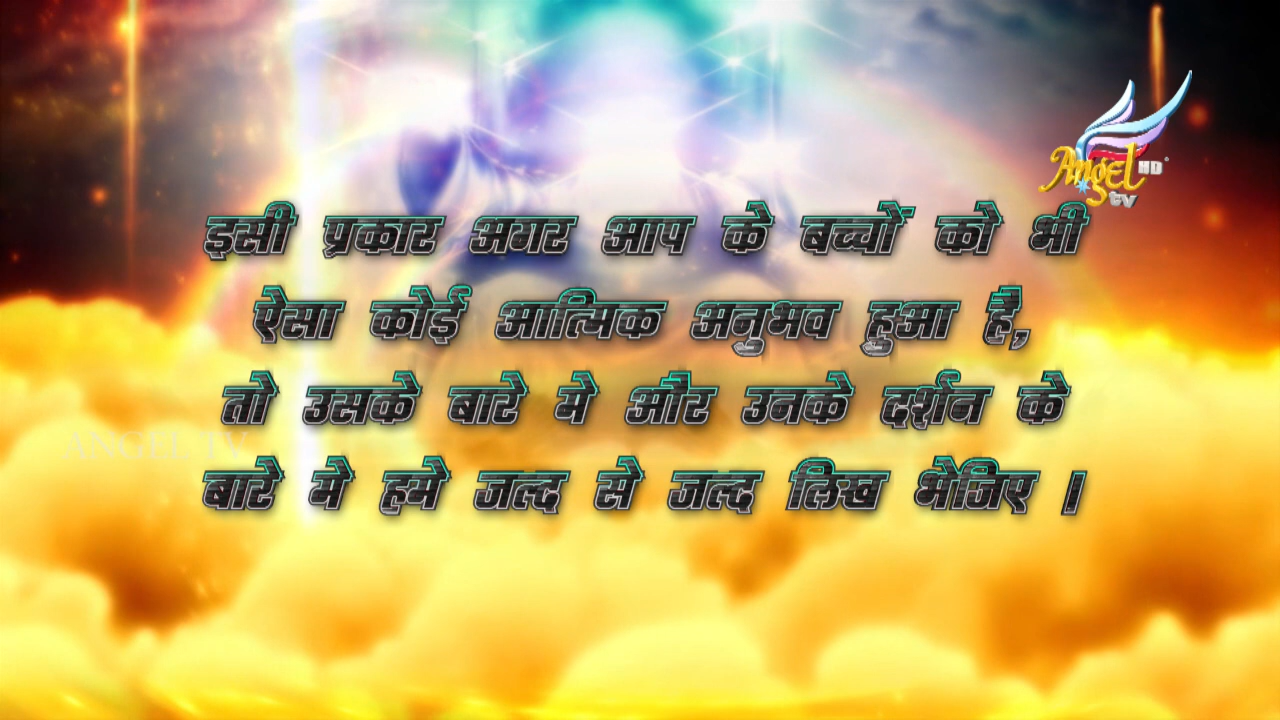 Angel HD
tv
इसी प्रकार अगर आप के बच्चों को भी
ऐसा कोई आत्मिक अनुभव हुआ है,
तो उसके बारे मे और उनके दर्शन के
ANGEL TV
बारे मे हमे जल्द से जल्द लिख भेजिए ।